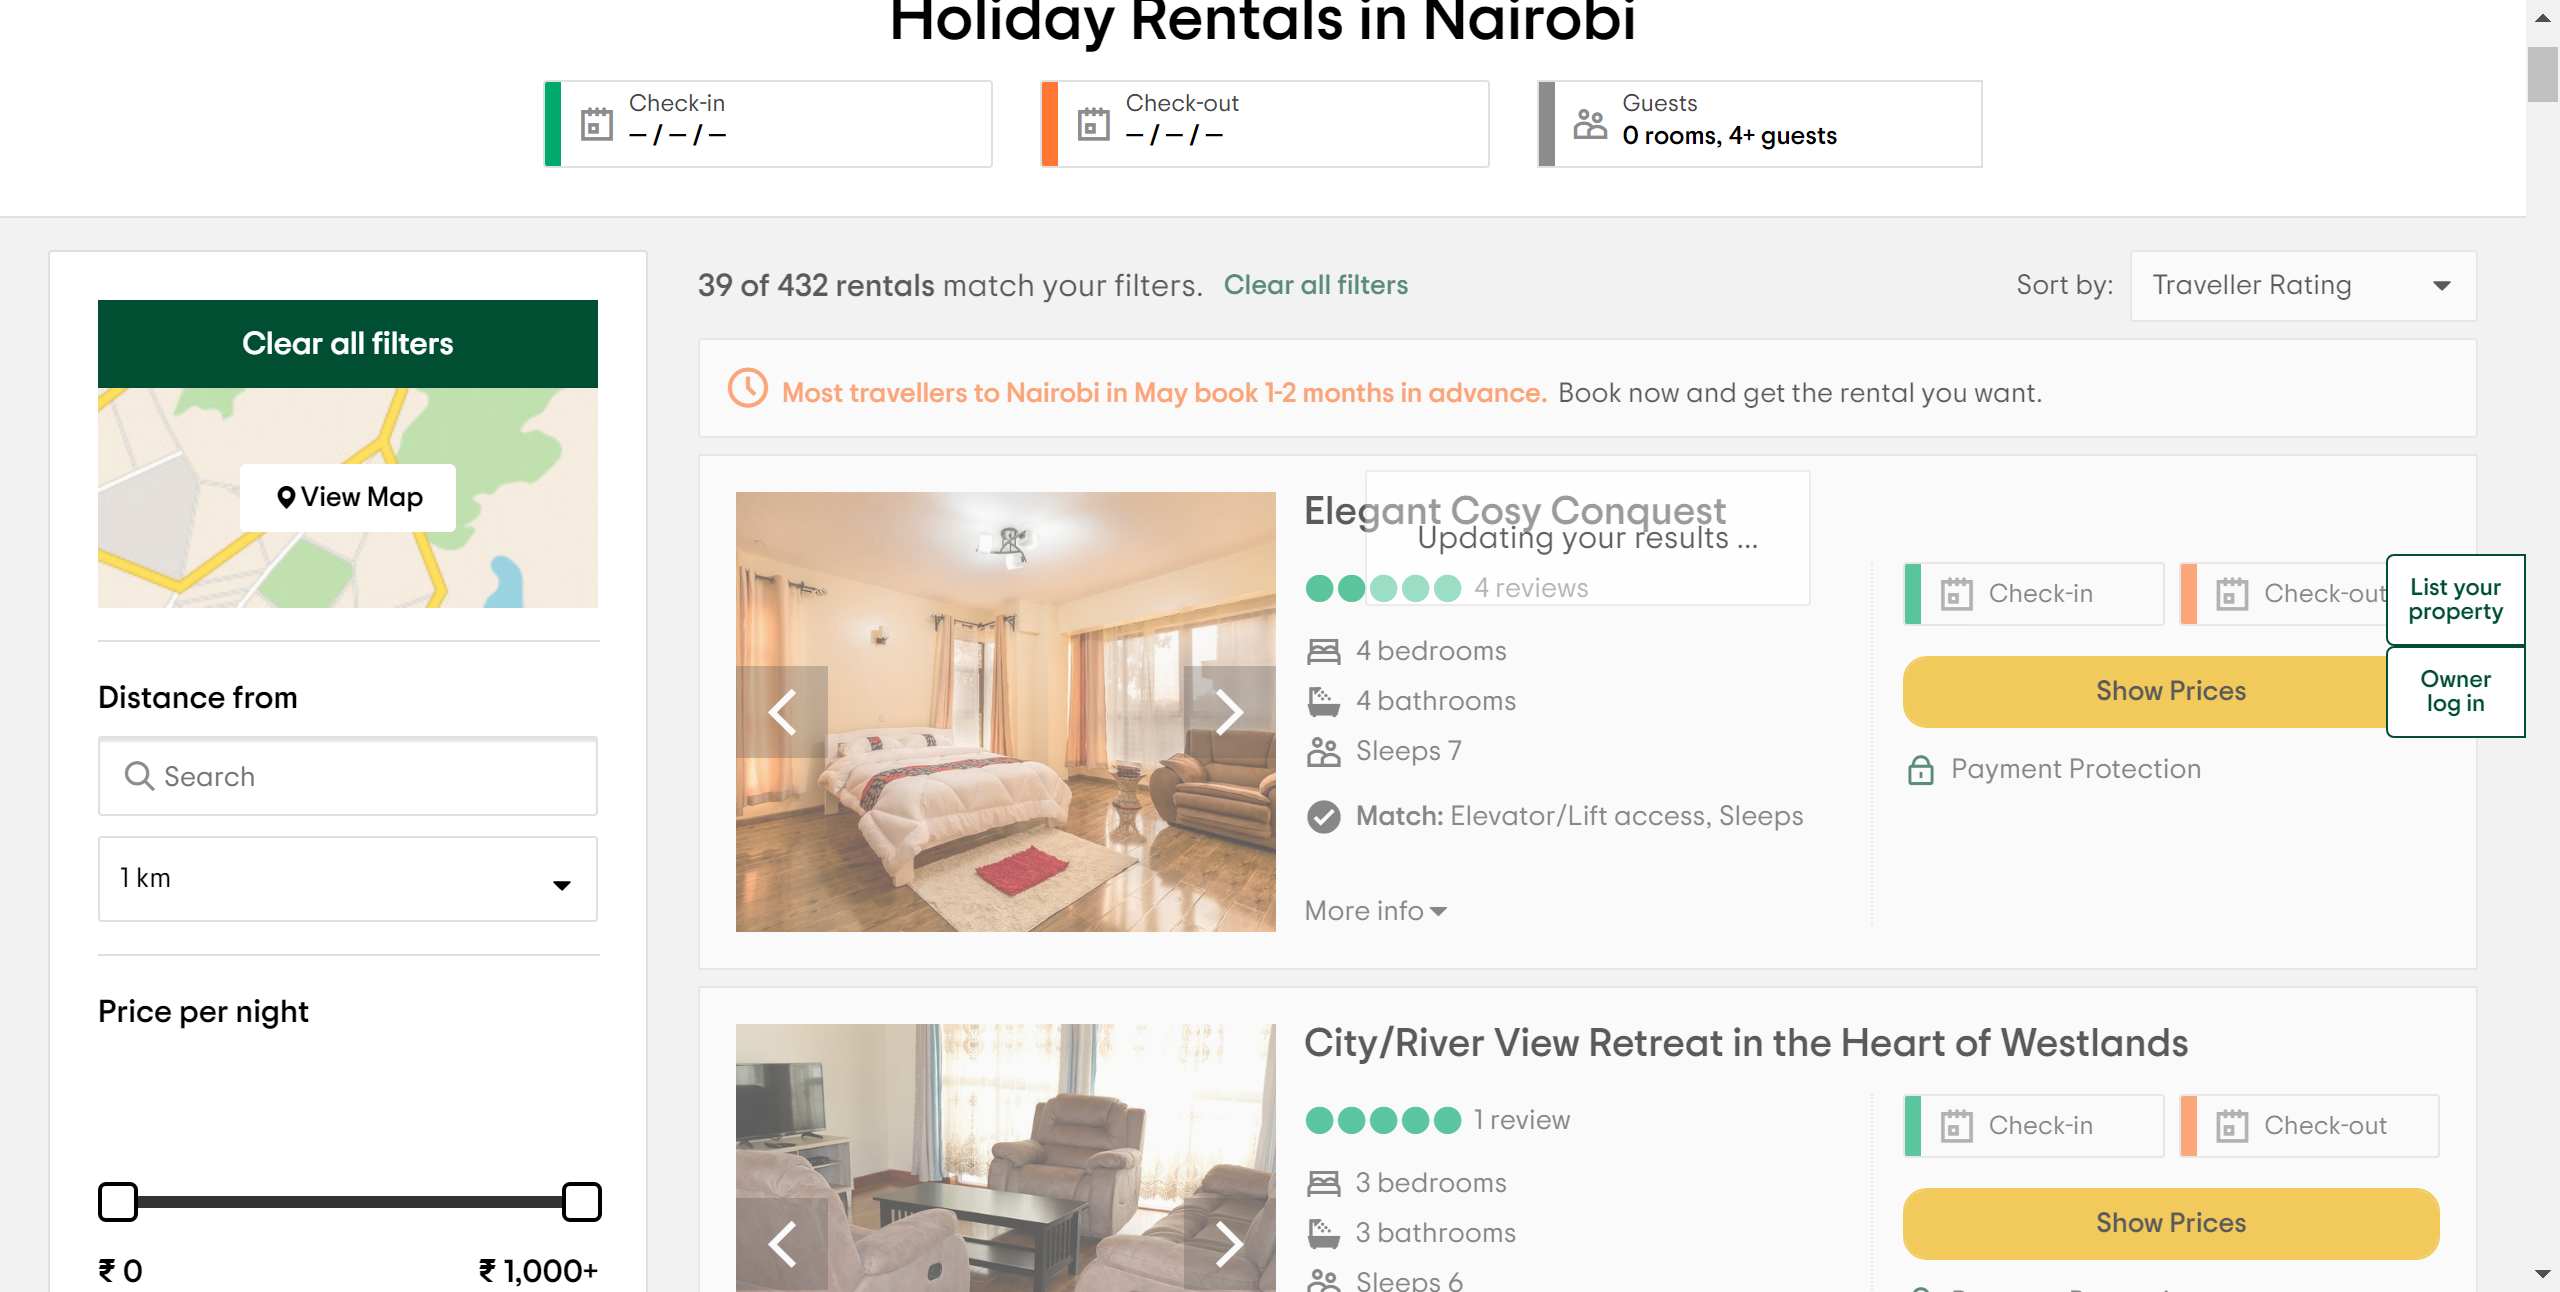 Holiday Rentals in Nairobi
Check-in
– / – / –
Check-out
– / – / –
Guests
0 rooms, 4+ guests
39 of 432 rentals match your filters. Clear all filters
Sort by: Traveller Rating
Clear all filters
View Map
Distance from
Search
1 km
Price per night
₹ 0
₹ 1,000+
Most travellers to Nairobi in May book 1-2 months in advance. Book now and get the rental you want.
Elegant Cosy Conquest
Updating your results ...
4 reviews
4 bedrooms
4 bathrooms
Sleeps 7
Match: Elevator/Lift access, Sleeps
More info
Check-in
Check-out
Show Prices
Payment Protection
List your
property
Owner
log in
City/River View Retreat in the Heart of Westlands
1 review
3 bedrooms
3 bathrooms
Sleeps 6
Check-in
Check-out
Show Prices